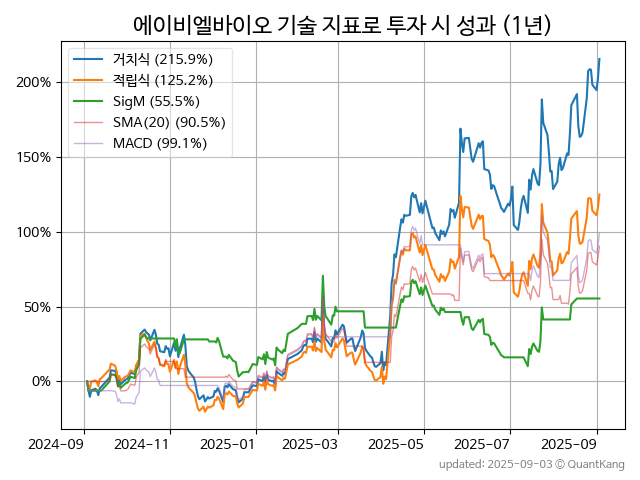 에이비엘바이오 기술 지표로 투자 시 성과 (1년)
거치식 (215.9%)
적립식 (125.2%)
SigM (55.5%)
SMA(20) (90.5%)
MACD (99.1%)
200%
150%
100%
50%
0%
2024-09 2024-11 2025-01 2025-03 2025-05 2025-07 2025-09
updated: 2025-09-03 © QuantKang